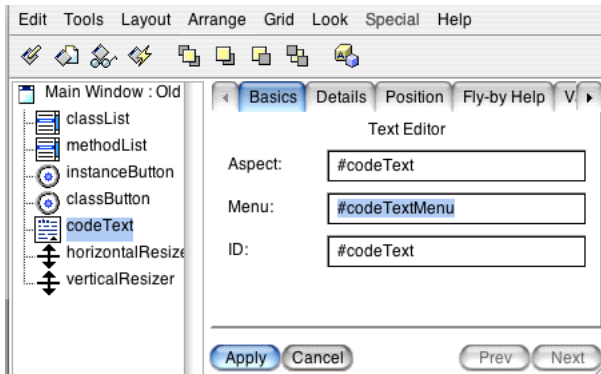 Edit Tools Layout Arrange Grid Look Special Help
Main Window : Old
classList
methodList
instanceButton
classButton
codeText
horizontalResize
verticalResizer
Basics Details Position Fly-by Help V
Text Editor
Aspect: #codeText
Menu: #codeTextMenu
ID: #codeText
Apply Cancel Prev Next